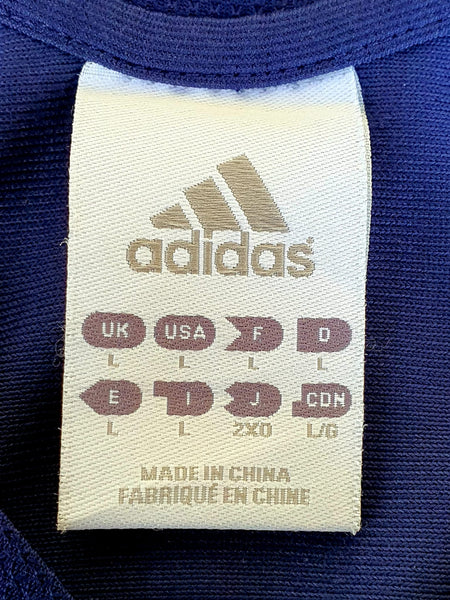 adidas
UK USA F D
L L L L
E I J CDN
L L 2XO L/G
MADE IN CHINA
FABRIQUÉ EN CHINE